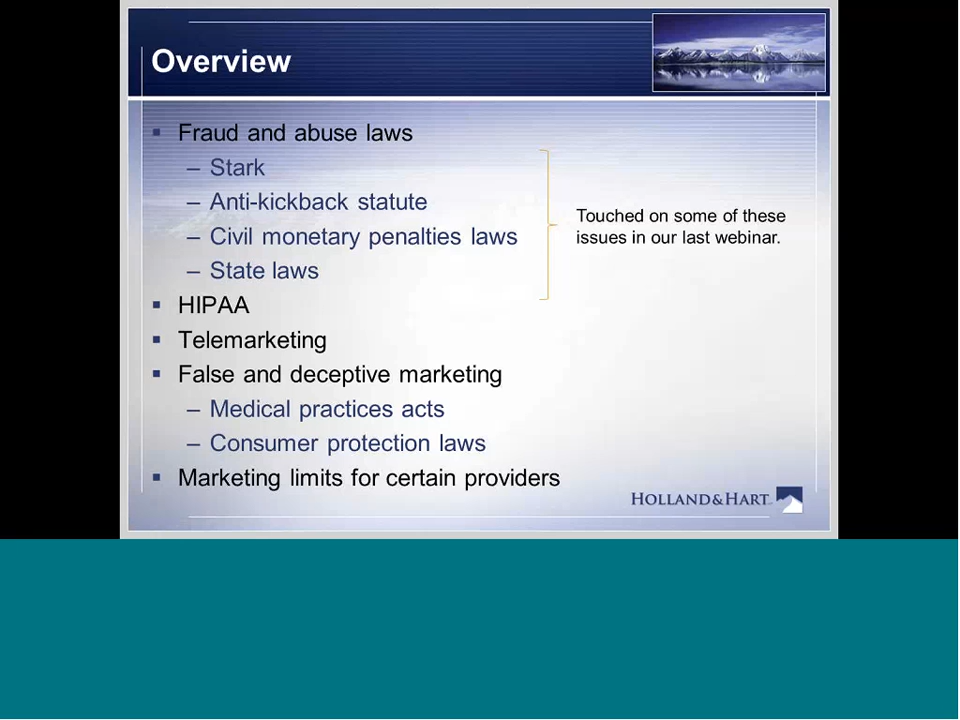 Overview
▪ Fraud and abuse laws
– Stark
– Anti-kickback statute
– Civil monetary penalties laws
– State laws
Touched on some of these
issues in our last webinar.
▪ HIPAA
▪ Telemarketing
▪ False and deceptive marketing
– Medical practices acts
– Consumer protection laws
▪ Marketing limits for certain providers
HOLLAND&HART